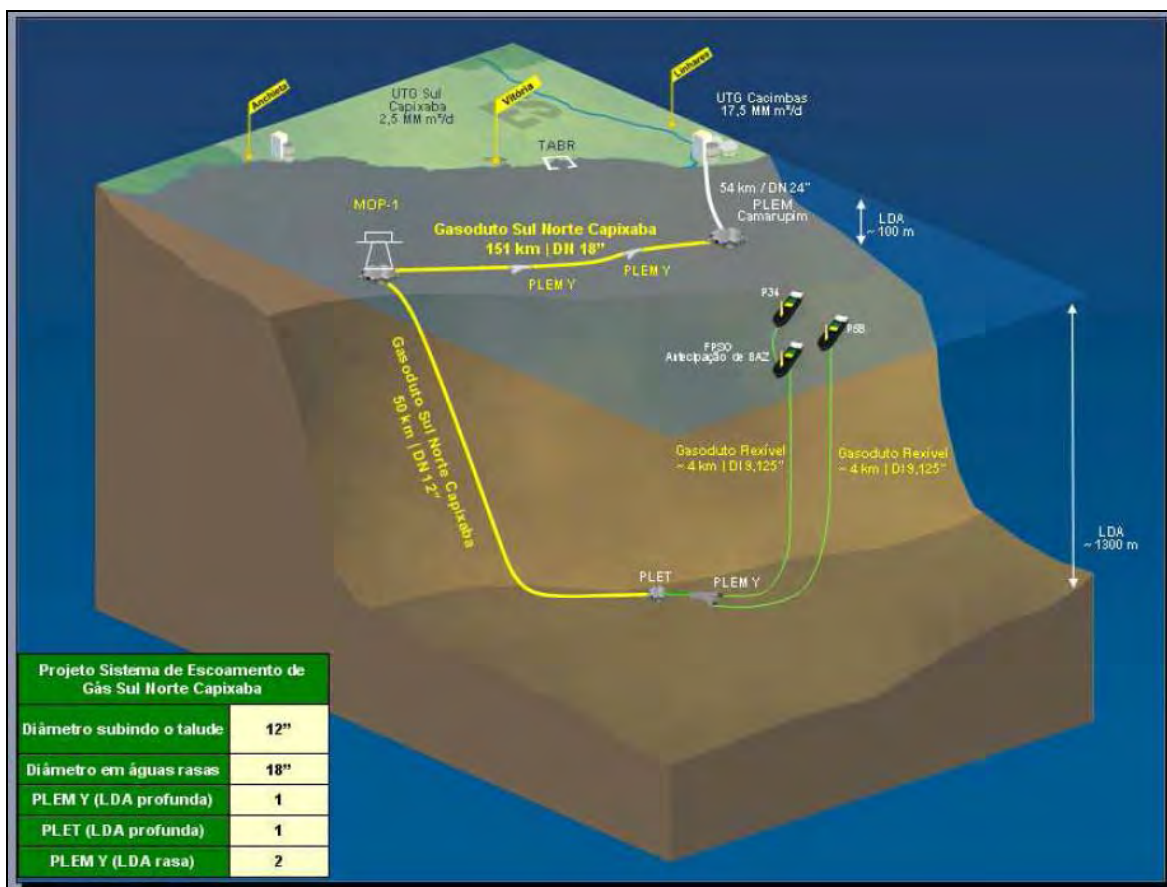 Anchieta
UTG Sul
Capixaba
2,5 MM m³/d
Vitória
ES
Linhares
UTG Cacimbas
17,5 MM m³/d
TABR
54 km / DN 24"
PLEM
Camarupim
LDA
~ 100 m
MOP-1
Gasoduto Sul Norte Capixaba
151 km | DN 18"
PLEM Y
PLEM Y
P34
P58
FPSO
Antecipação de BAZ
Gasoduto Sul Norte Capixaba
50 km | DN 12"
Gasoduto Flexível
~ 4 km | DI 9,125"
Gasoduto Flexível
~ 4 km | DI 9,125"
LDA
~ 1300 m
PLET
PLEM Y
Projeto Sistema de Escoamento de
Gás Sul Norte Capixaba
Diâmetro subindo o talude 12"
Diâmetro em águas rasas 18"
PLEM Y (LDA profunda) 1
PLET (LDA profunda) 1
PLEM Y (LDA rasa) 2